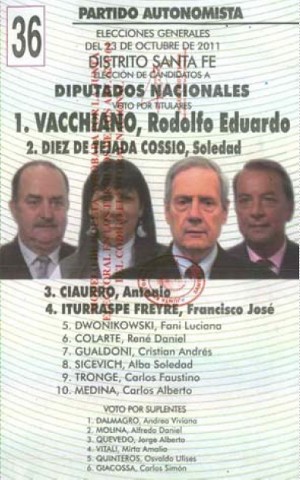 36
PARTIDO AUTONOMISTA
ELECCIONES GENERALES
DEL 23 DE OCTUBRE DE 2011
DISTRITO SANTA FE
ELECCIÓN DE CANDIDATOS A
DIPUTADOS NACIONALES
VOTO POR TITULARES
1. VACCHIANO, Rodolfo Eduardo
2. DIEZ DE TEJADA COSSIO, Soledad
3. CIAURRO, Antonio
4. ITURRASPE FREYRE, Francisco José
5. DWONIKOWSKI, Fani Luciana
6. COLARTE, René Daniel
7. GUALDONI, Cristian Andrés
8. SICEVICH, Alba Soledad
9. TRONGE, Carlos Faustino
10. MEDINA, Carlos Alberto
VOTO POR SUPLENTES
1. DALMAGRO, Andrea Viviana
2. MOLINA, Alfredo Daniel
3. QUEVEDO, Jorge Alberto
4. VITALI, Mirta Amalia
5. QUINTEROS, Osvaldo Ulises
6. GIACOSSA, Carlos Simón